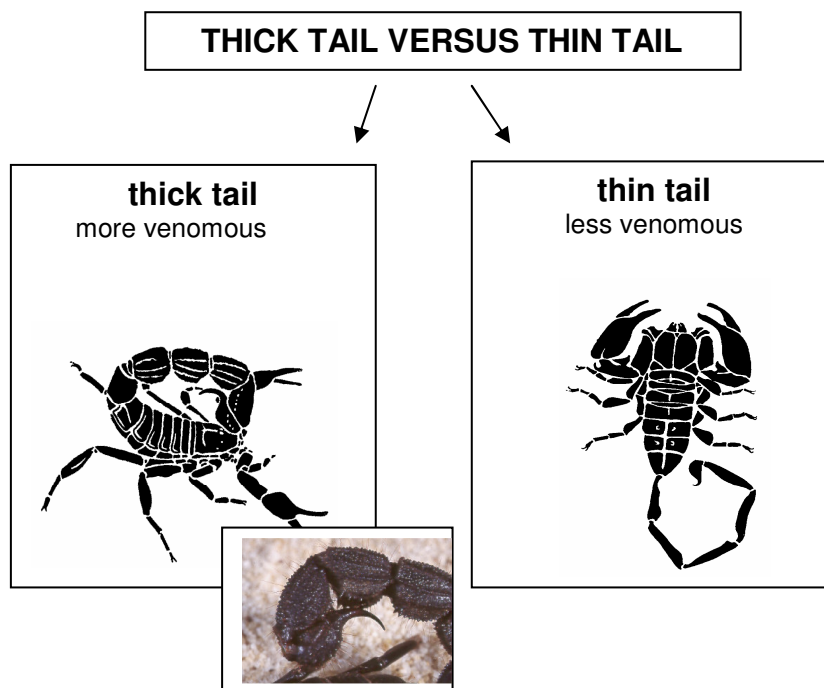 THICK TAIL VERSUS THIN TAIL
thick tail
more venomous
thin tail
less venomous